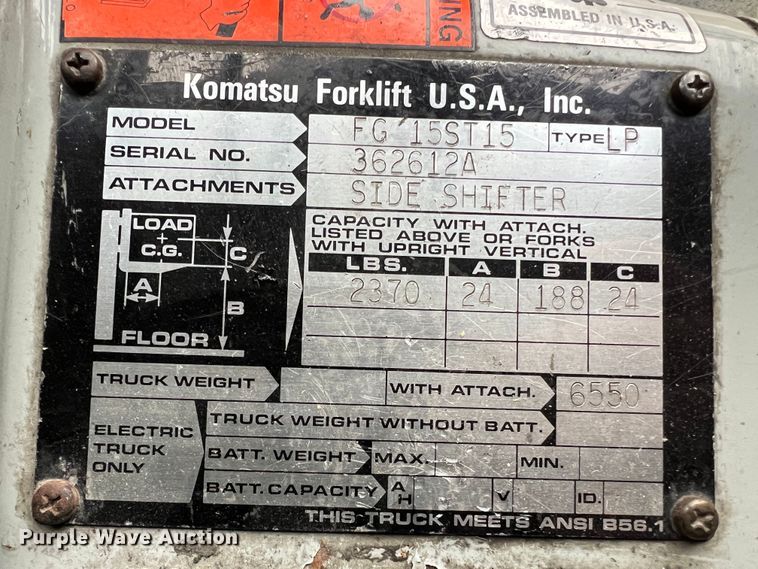 NING
ASSEMBLED IN U.S.A.
Komatsu Forklift U.S.A., Inc.
MODEL FG 15ST15 TYPE LP
SERIAL NO. 362612A
ATTACHMENTS SIDE SHIFTER
LOAD
C.G.
C
A
B
FLOOR
CAPACITY WITH ATTACH.
LISTED ABOVE OR FORKS
WITH UPRIGHT VERTICAL
LBS. A B C
2370 24 188 24
TRUCK WEIGHT WITH ATTACH. 6550
ELECTRIC
TRUCK
ONLY
TRUCK WEIGHT WITHOUT BATT.
BATT. WEIGHT MAX. MIN.
BATT. CAPACITY AH V ID.
THIS TRUCK MEETS ANSI B56.1
Purple Wave Auction